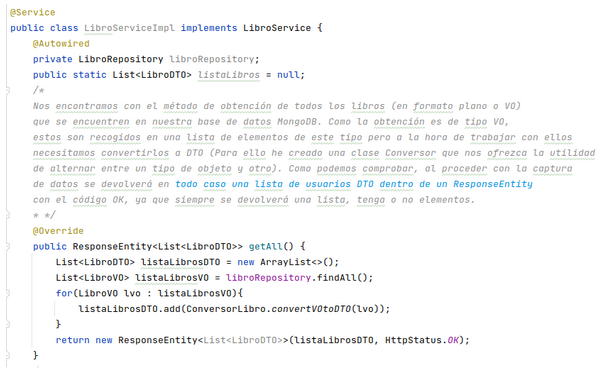 @Service
public class LibroServiceImpl implements LibroService {
@Autowired
private LibroRepository libroRepository;
public static List<LibroDTO> listaLibros = null;
/*
Nos encontramos con el método de obtención de todos los libros (en formato plano o VO)
que se encuentren en nuestra base de datos MongoDB. Como la obtención es de tipo VO,
estos son recogidos en una lista de elementos de este tipo pero a la hora de trabajar con ellos
necesitamos convertirlos a DTO (Para ello he creado una clase Conversor que nos ofrezca la utilidad
de alternar entre un tipo de objeto y otro). Como podemos comprobar, al proceder con la captura
de datos se devolverá en todo caso una lista de usuarios DTO dentro de un ResponseEntity
con el código OK, ya que siempre se devolverá una lista, tenga o no elementos.
* */
@Override
public ResponseEntity<List<LibroDTO>> getAll() {
List<LibroDTO> listaLibrosDTO = new ArrayList<>();
List<LibroVO> listaLibrosVO = libroRepository.findAll();
for(LibroVO lvo : listaLibrosVO){
listaLibrosDTO.add(ConversorLibro.convertVOtoDTO(lvo));
}
return new ResponseEntity<List<LibroDTO>>(listaLibrosDTO, HttpStatus.OK);
}